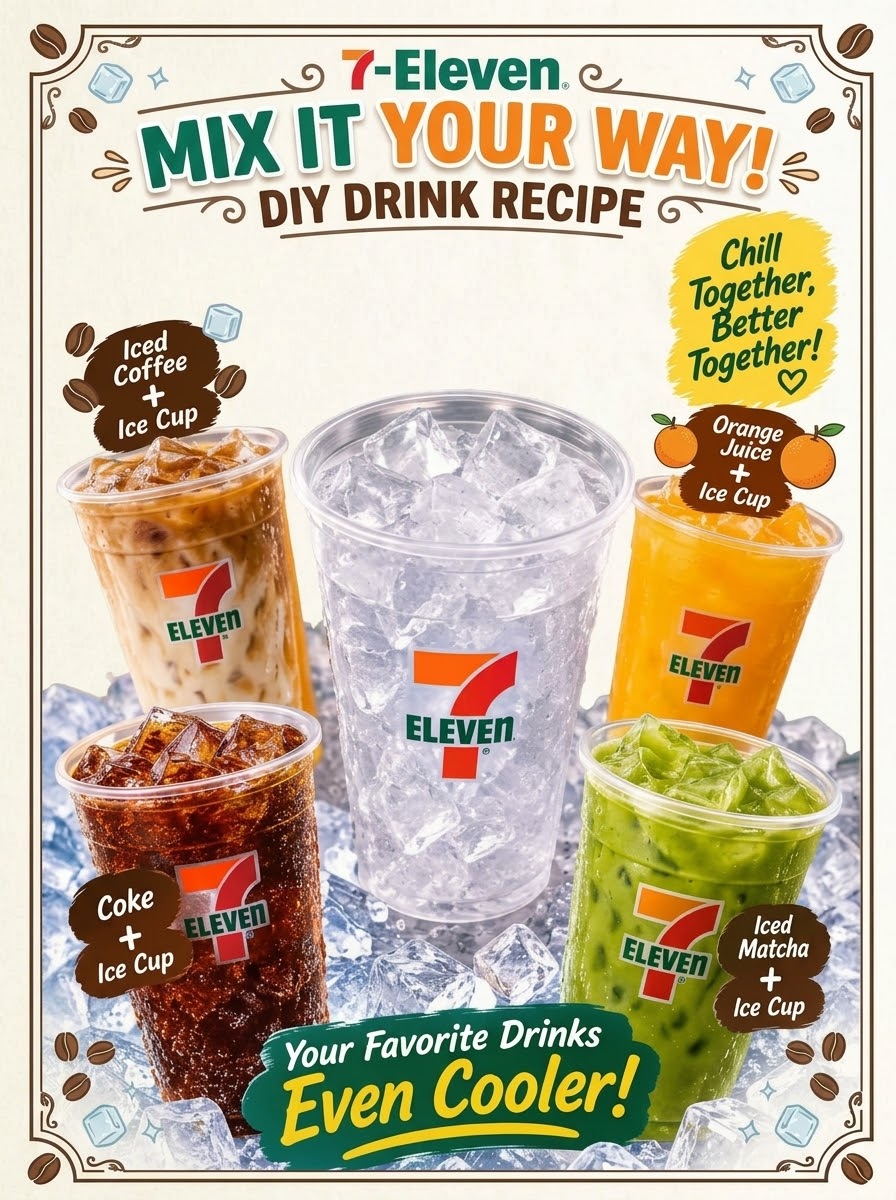 7-Eleven®
MIX IT YOUR WAY!
DIY DRINK RECIPE
Chill
Together,
Better
Together!
Iced
Coffee
+
Ice Cup
Orange
Juice
+
Ice Cup
7
ELEVEN
7
ELEVEN®
7
ELEVEN
Coke
+
Ice Cup
7
ELEVEN
7
ELEVEN®
Iced
Matcha
+
Ice Cup
Your Favorite Drinks
Even Cooler!